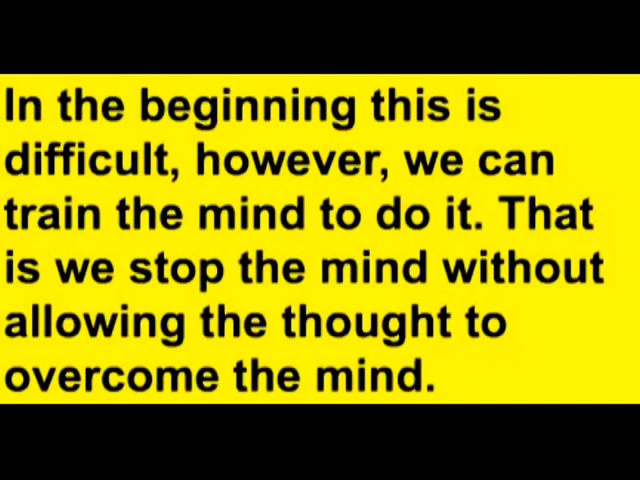 In the beginning this is
difficult, however, we can
train the mind to do it. That
is we stop the mind without
allowing the thought to
overcome the mind.